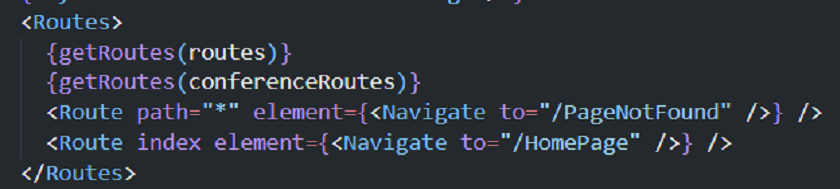 <Routes>
{getRoutes(routes)}
{getRoutes(conferenceRoutes)}
<Route path="*" element={<Navigate to="/PageNotFound" />} />
<Route index element={<Navigate to="/HomePage" />} />
</Routes>